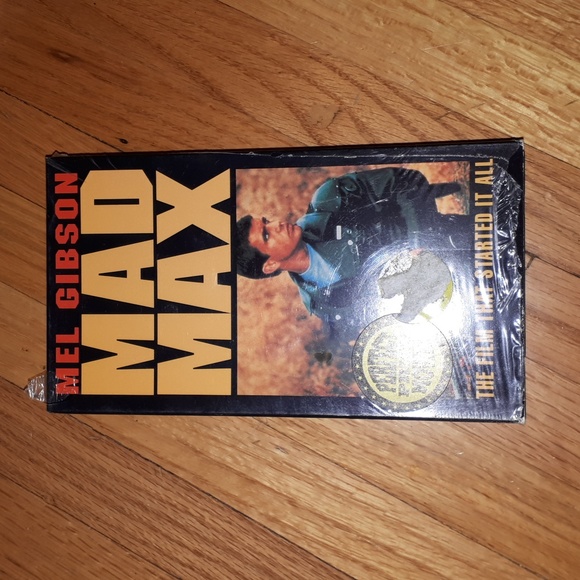 MEL GIBSON
MAD
MAX
THE FILM THAT STARTED IT ALL